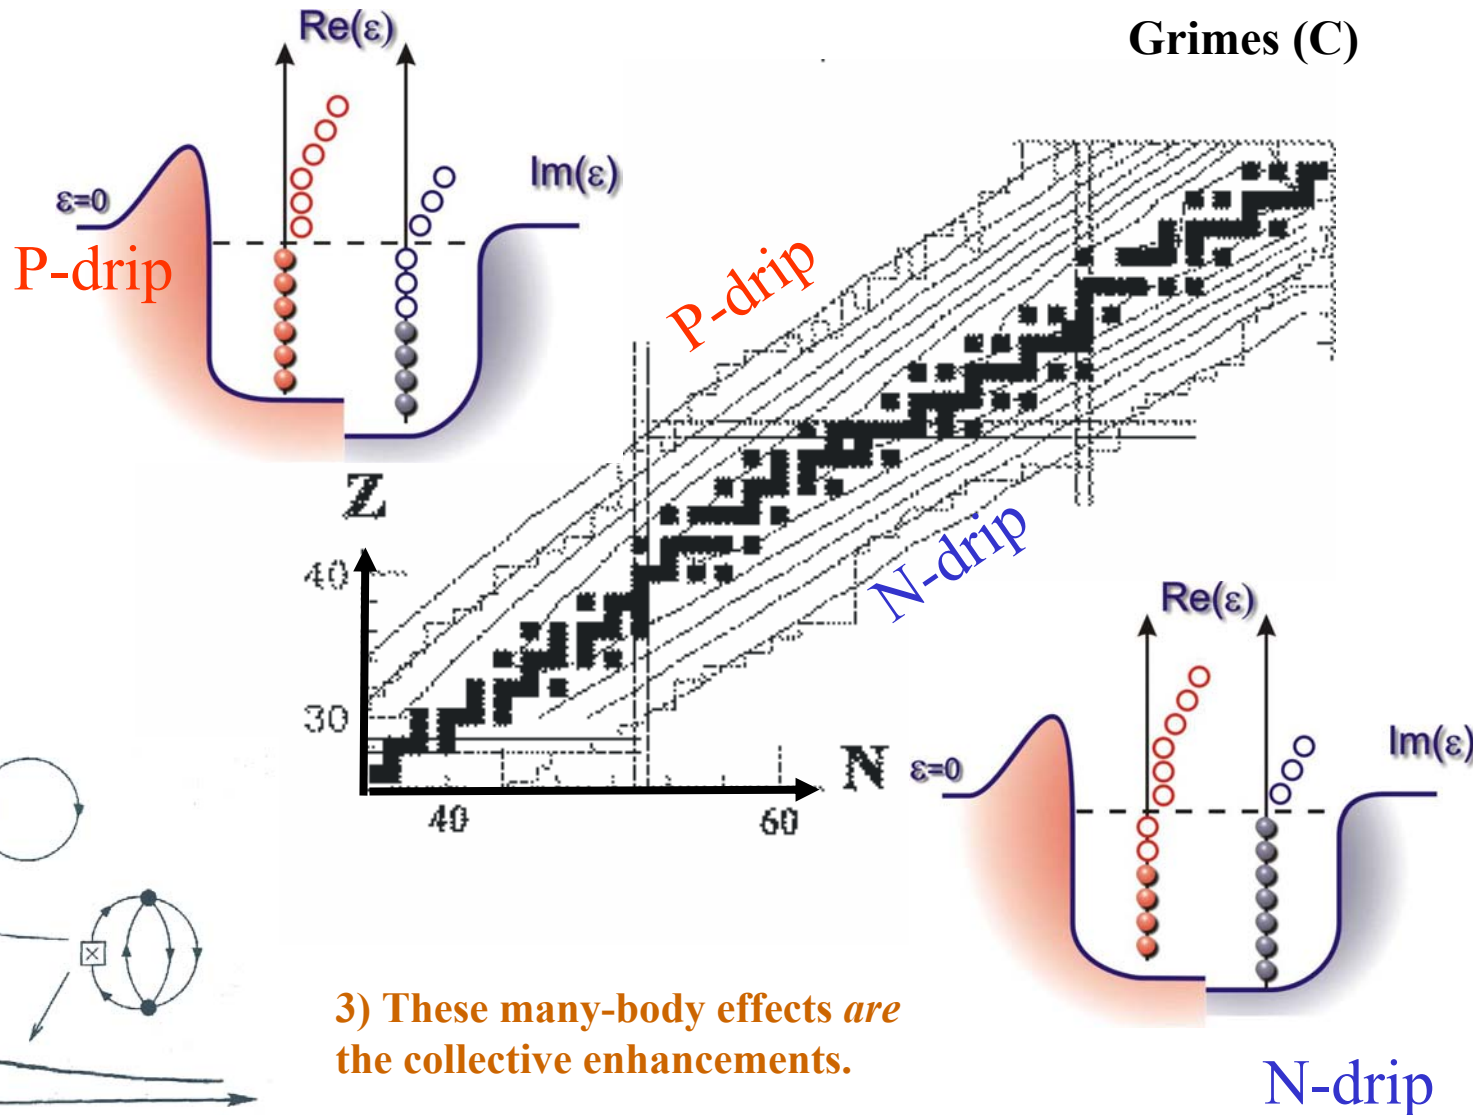 Grimes (C)
Re(ε)
Im(ε)
ε=0
P-drip
P-drip
N-drip
Z
40
30
N
40
60
Re(ε)
Im(ε)
ε=0
3) These many-body effects are
the collective enhancements.
N-drip